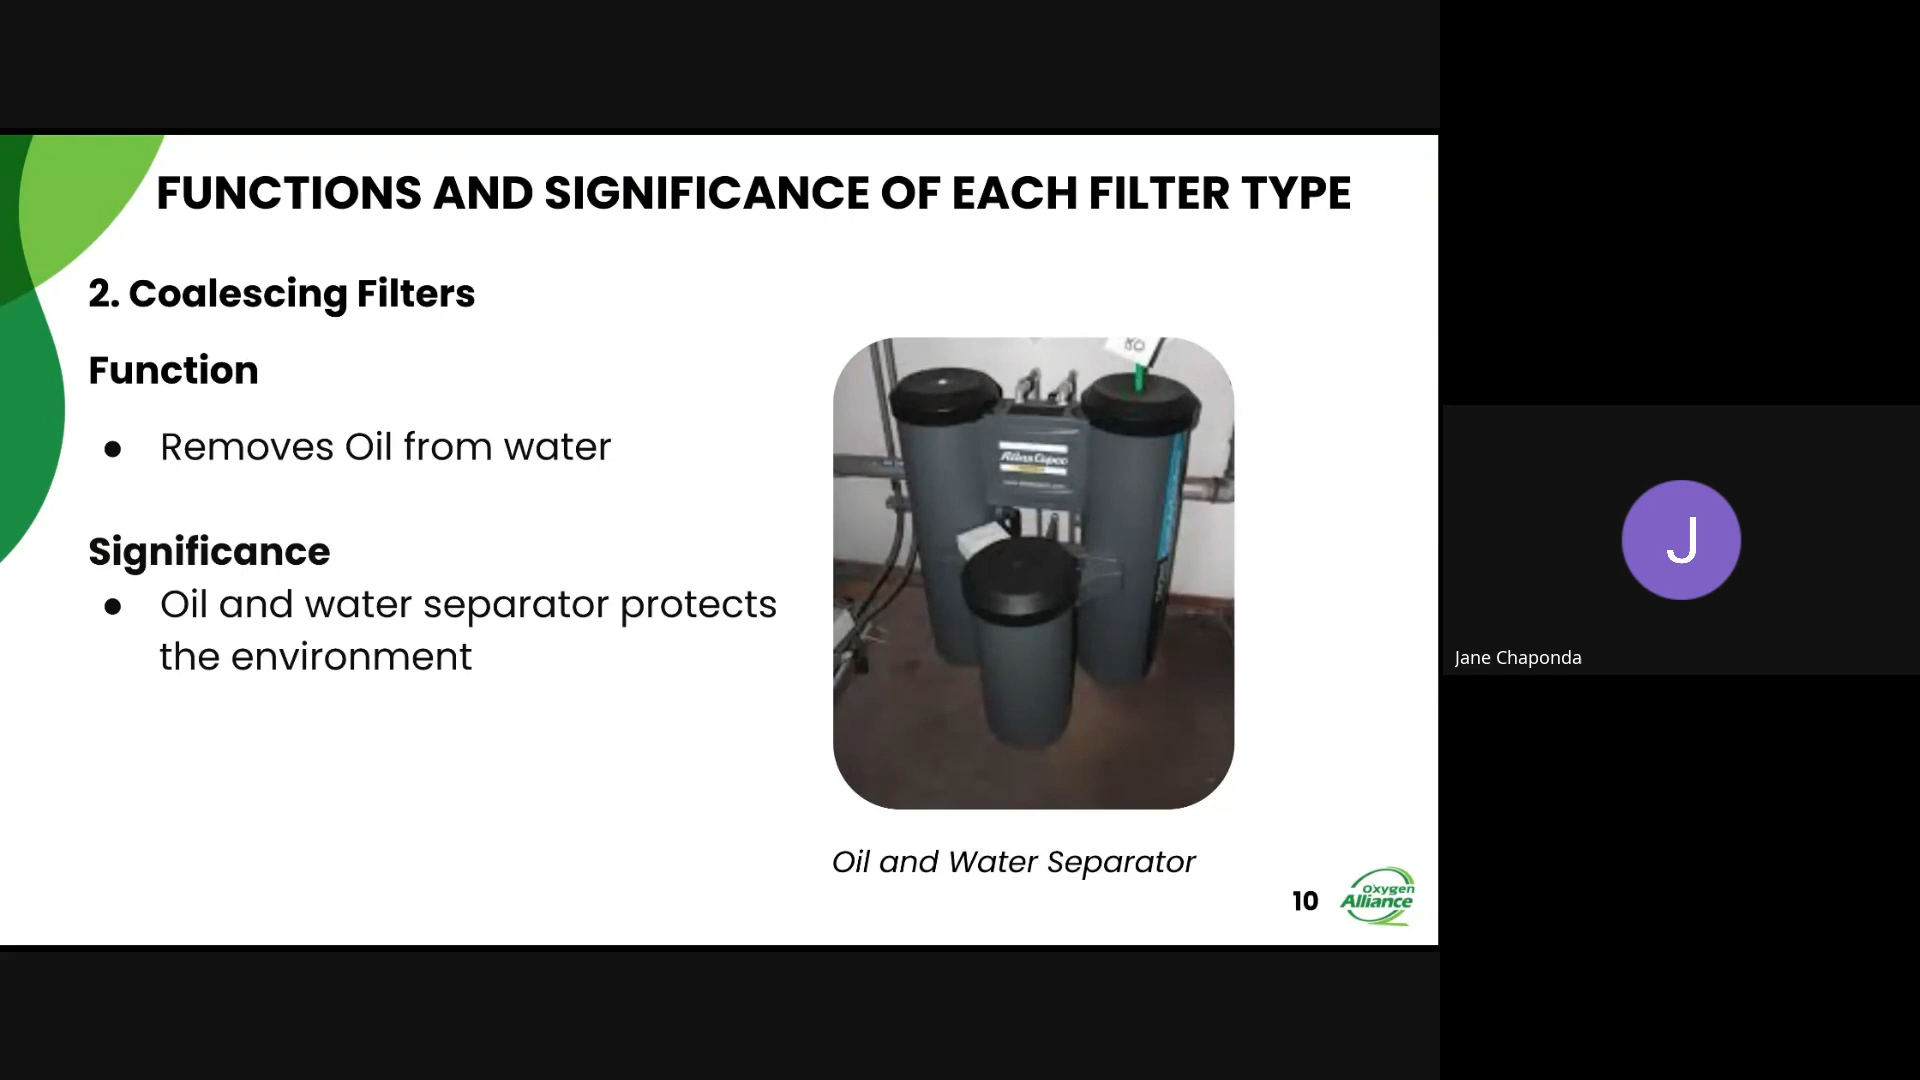 FUNCTIONS AND SIGNIFICANCE OF EACH FILTER TYPE
2. Coalescing Filters
Function
● Removes Oil from water
Significance
● Oil and water separator protects
the environment
80
Atlas Copco
Oil and Water Separator
10
Oxygen
Alliance
J
Jane Chaponda